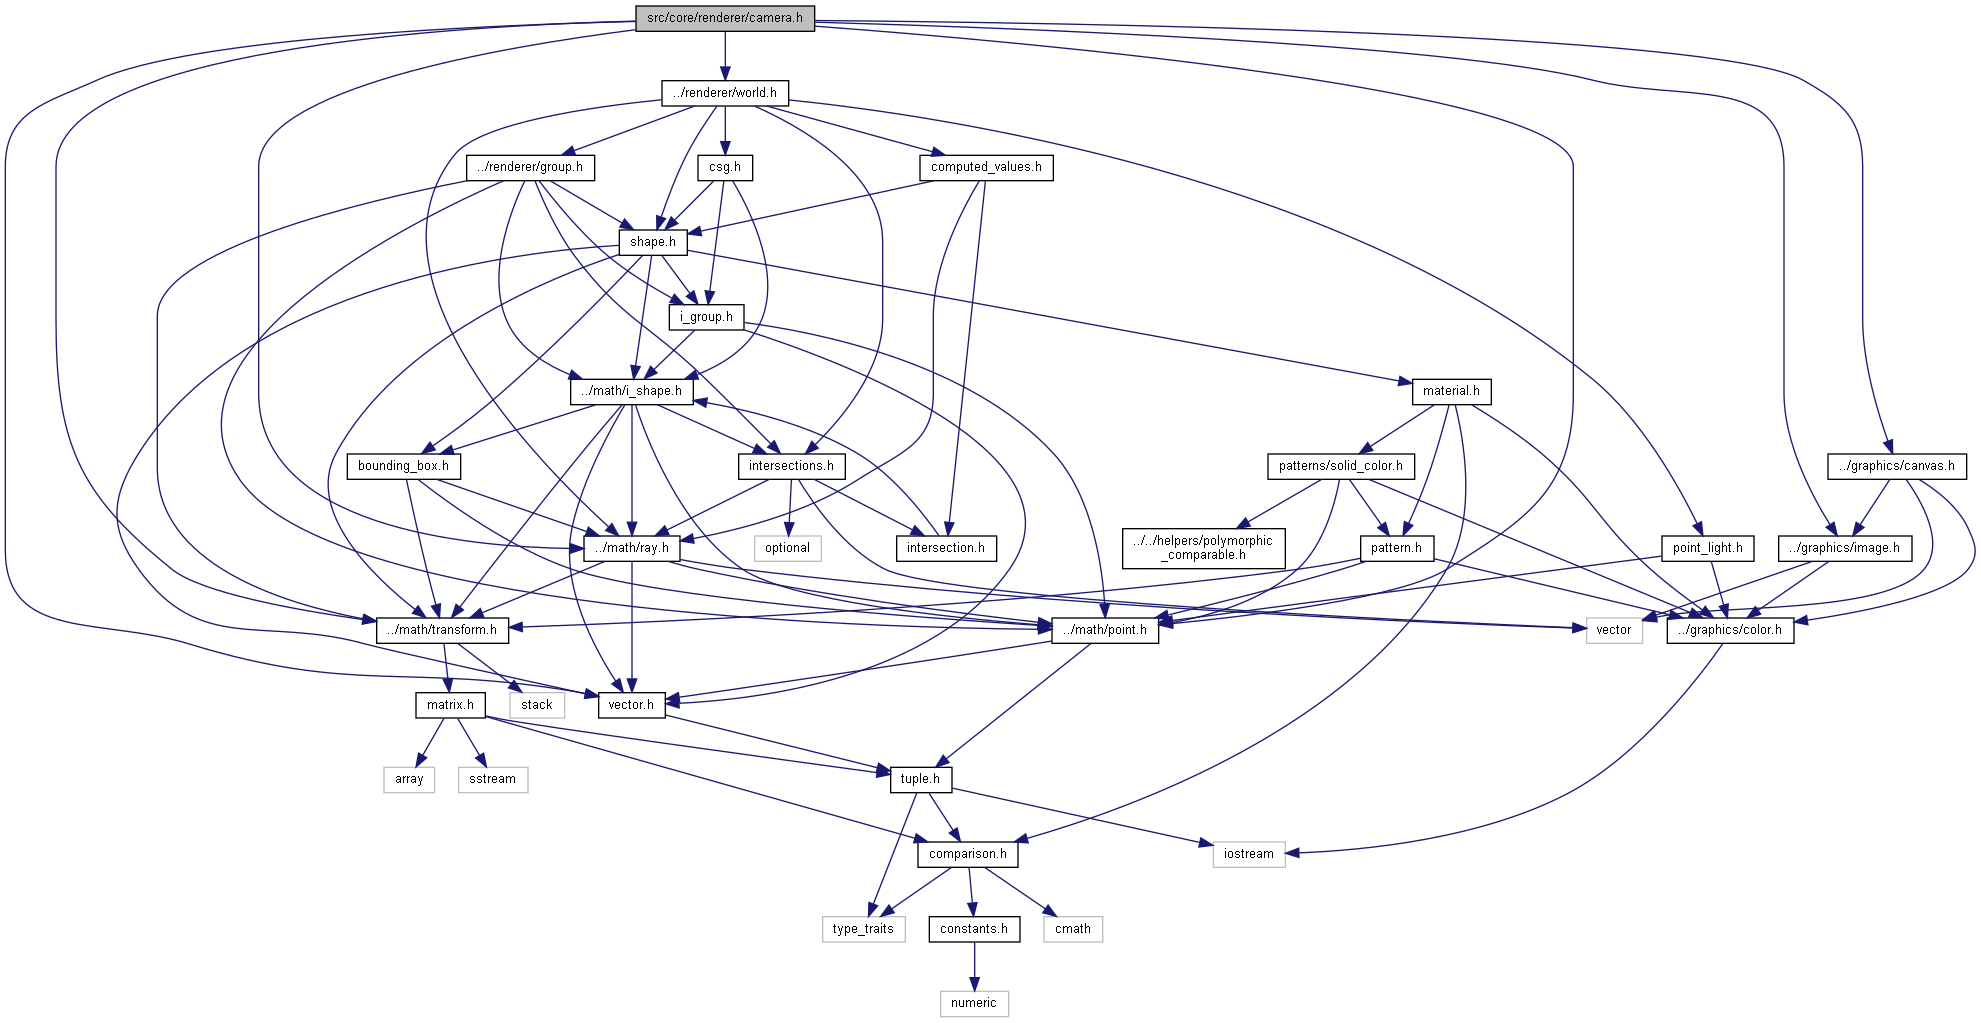 src/core/renderer/camera.h
../renderer/world.h
../renderer/group.h
csg.h
computed_values.h
shape.h
i_group.h
../math/i_shape.h
material.h
bounding_box.h
intersections.h
patterns/solid_color.h
../graphics/canvas.h
../math/ray.h
optional
intersection.h
../../helpers/polymorphic
_comparable.h
pattern.h
point_light.h
../graphics/image.h
../math/transform.h
../math/point.h
vector
../graphics/color.h
matrix.h
stack
vector.h
array
sstream
tuple.h
comparison.h
iostream
type_traits
constants.h
cmath
numeric